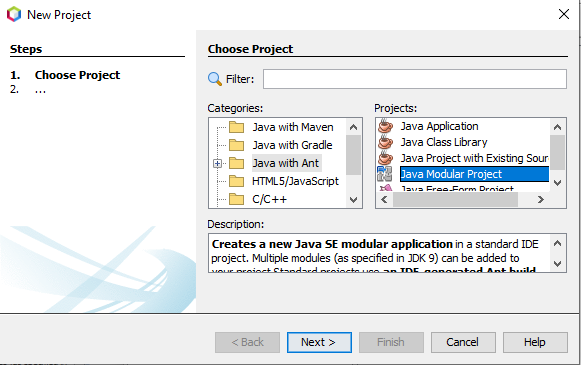 New Project
Steps
1. Choose Project
2. ...
Choose Project
Filter:
Categories:
Java with Maven
Java with Gradle
Java with Ant
HTML5/JavaScript
C/C++
Projects:
Java Application
Java Class Library
Java Project with Existing Sour
Java Modular Project
Java Free-Form Project
Description:
Creates a new Java SE modular application in a standard IDE
project. Multiple modules (as specified in JDK 9) can be added to
your project Standard projects use an IDE-generated Ant build
< Back
Next >
Finish
Cancel
Help